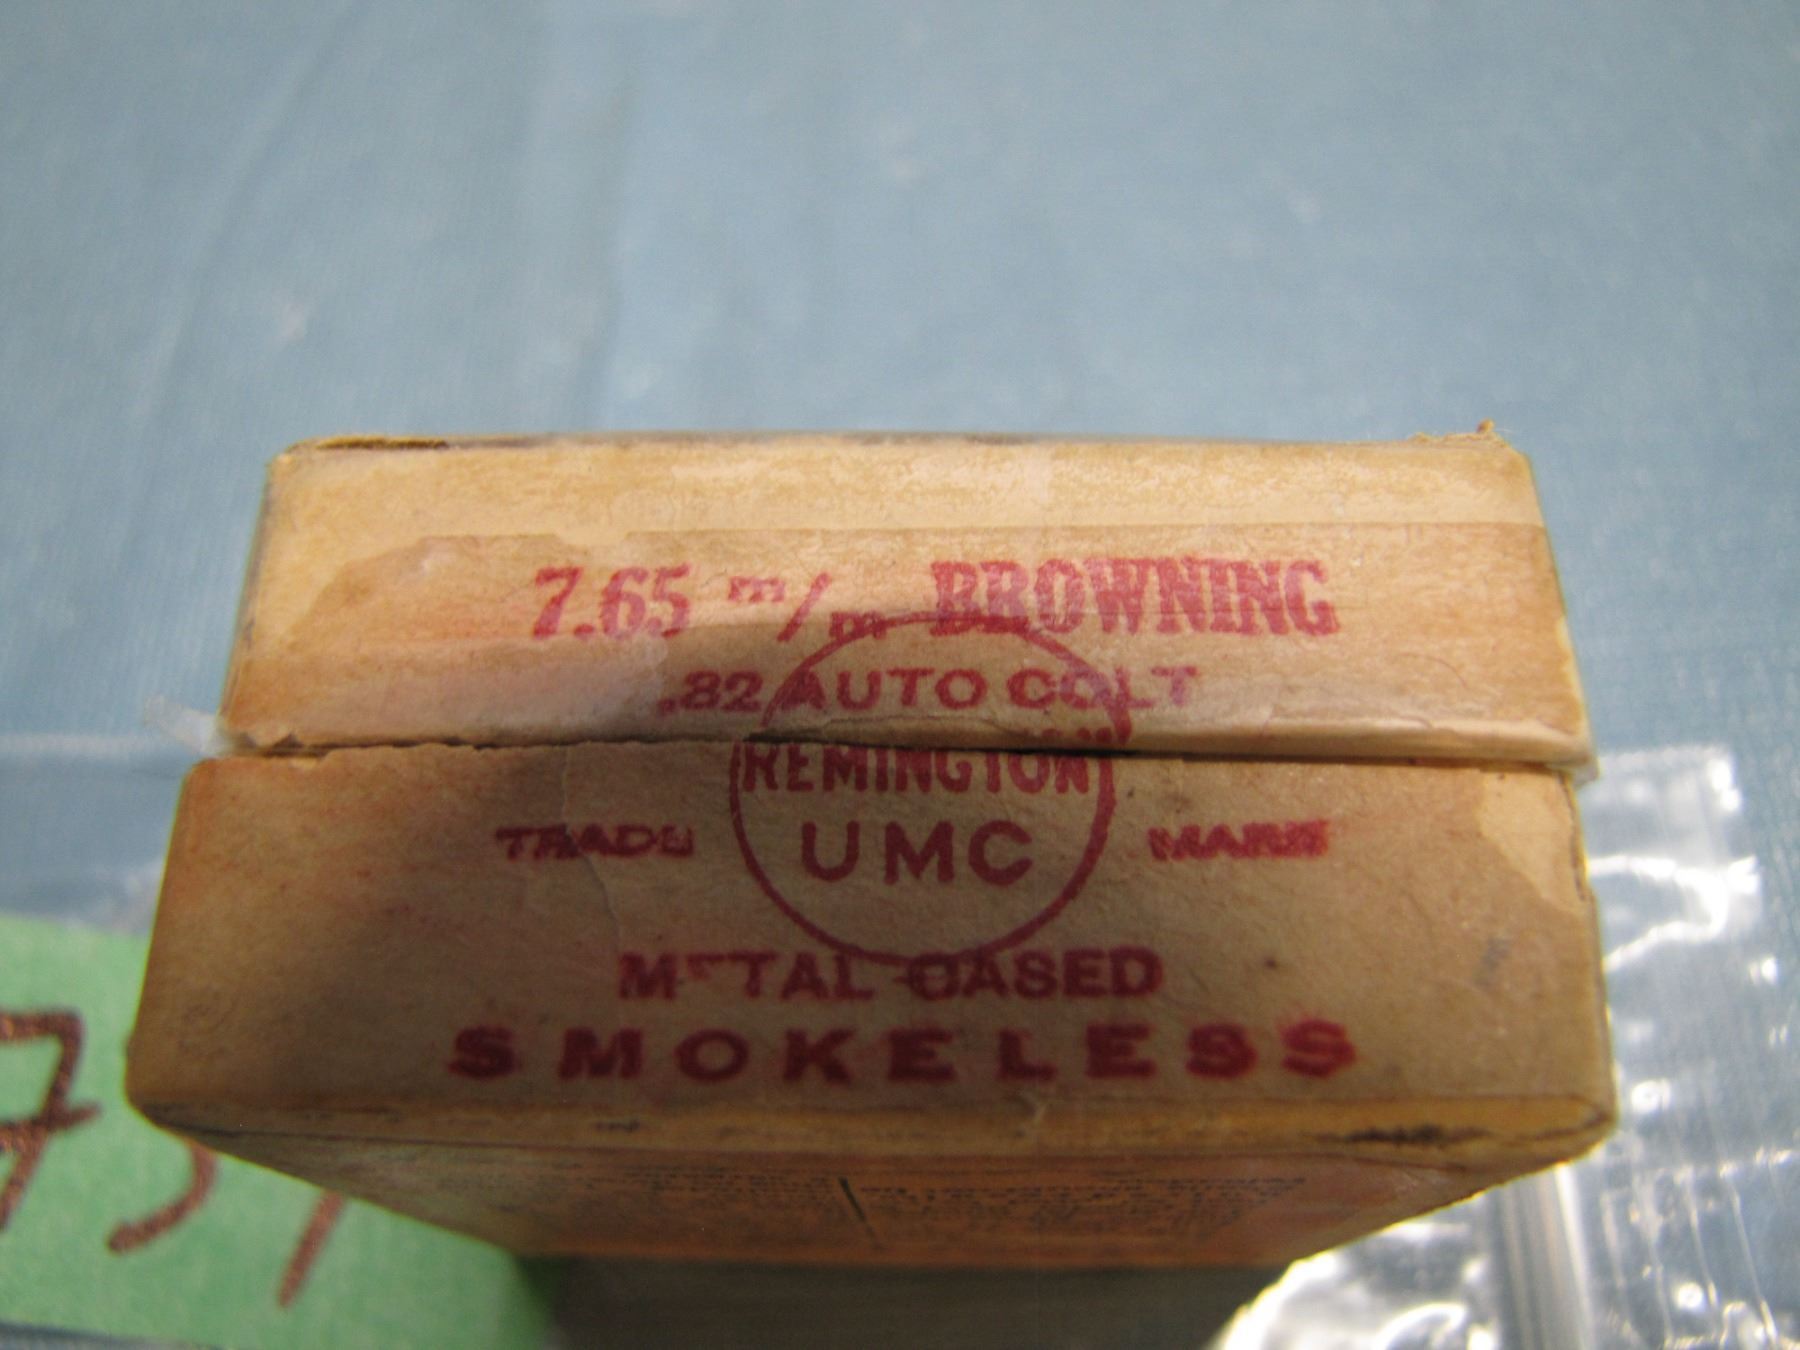 7.65 m/m BROWNING
.32 AUTO COLT
REMINGTON
UMC
TRADE MARK
METAL CASED
SMOKELESS